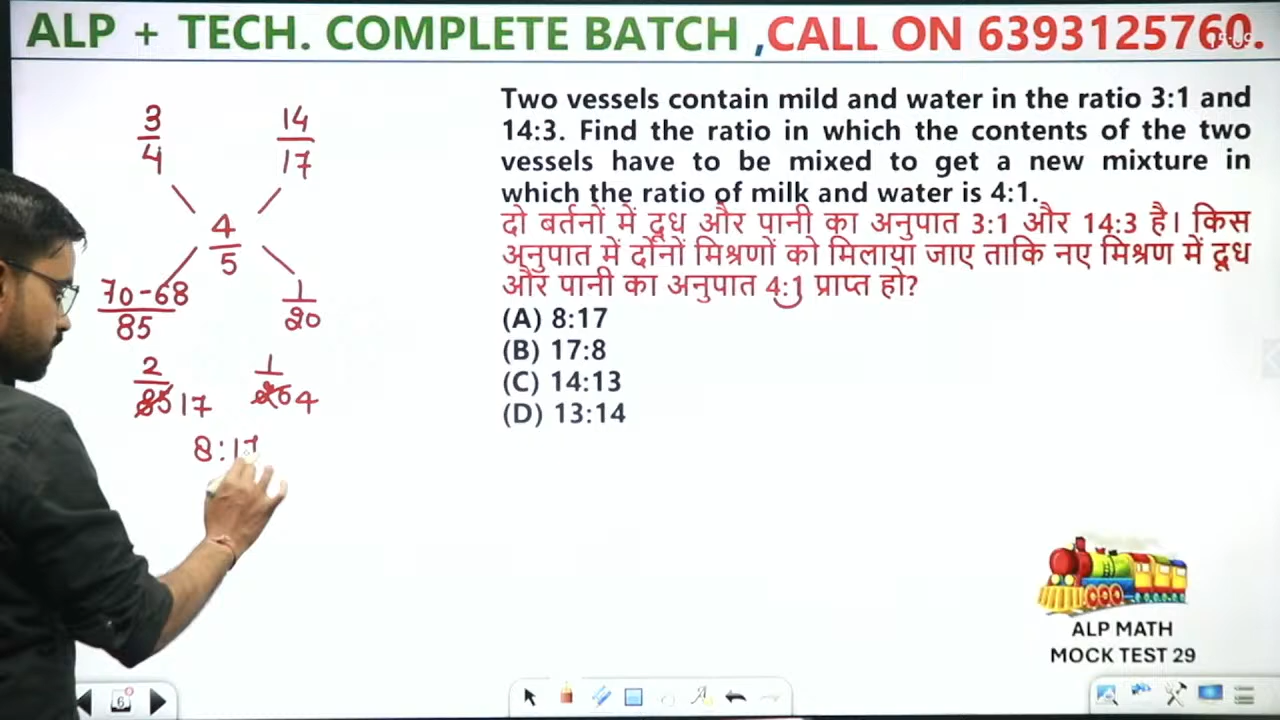 ALP + TECH. COMPLETE BATCH ,CALL ON 6393125760.
Two vessels contain mild and water in the ratio 3:1 and
14:3. Find the ratio in which the contents of the two
vessels have to be mixed to get a new mixture in
which the ratio of milk and water is 4:1.
दो बर्तनों में दूध और पानी का अनुपात 3:1 और 14:3 है। किस
अनुपात में दोनों मिश्रणों को मिलाया जाए ताकि नए मिश्रण में दूध
और पानी का अनुपात 4:1 प्राप्त हो?
(A) 8:17
(B) 17:8
(C) 14:13
(D) 13:14
3 14
4 17
4
5
70-68 1
85 20
2 1
85 17 20 4
8:17
ALP MATH
MOCK TEST 29
6